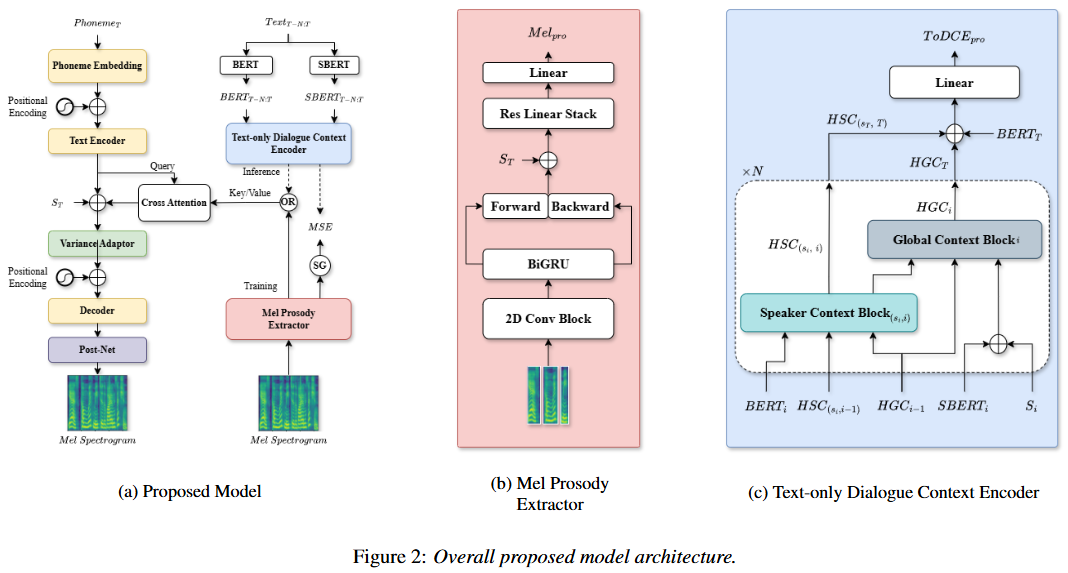 Phoneme_T
Phoneme Embedding
Positional
Encoding
Text Encoder
Query
S_T
Cross Attention
Key/Value
Variance Adaptor
Positional
Encoding
Decoder
Post-Net
Mel Spectrogram
Text_{T-N:T}
BERT
SBERT
BERT_{T-N:T}
SBERT_{T-N:T}
Text-only Dialogue Context
Encoder
Inference
OR
MSE
SG
Training
Mel Prosody
Extractor
Mel Spectrogram
(a) Proposed Model
Mel_{pro}
Linear
Res Linear Stack
S_T
Forward
Backward
BiGRU
2D Conv Block
(b) Mel Prosody
Extractor
ToDCE_{pro}
Linear
HSC_{(s_T, T)}
BERT_T
HGC_T
×N
HGC_i
HSC_{(s_i, i)}
Global Context Block_i
Speaker Context Block_{(s_i,i)}
BERT_i
HSC_{(s_i,i-1)}
HGC_{i-1}
SBERT_i
S_i
(c) Text-only Dialogue Context Encoder
Figure 2: Overall proposed model architecture.